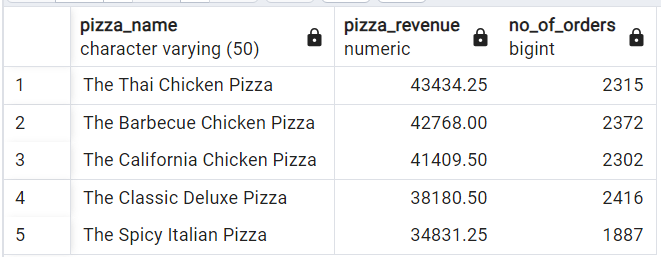 pizza_name pizza_revenue no_of_orders
character varying (50) numeric bigint
1 The Thai Chicken Pizza 43434.25 2315
2 The Barbecue Chicken Pizza 42768.00 2372
3 The California Chicken Pizza 41409.50 2302
4 The Classic Deluxe Pizza 38180.50 2416
5 The Spicy Italian Pizza 34831.25 1887